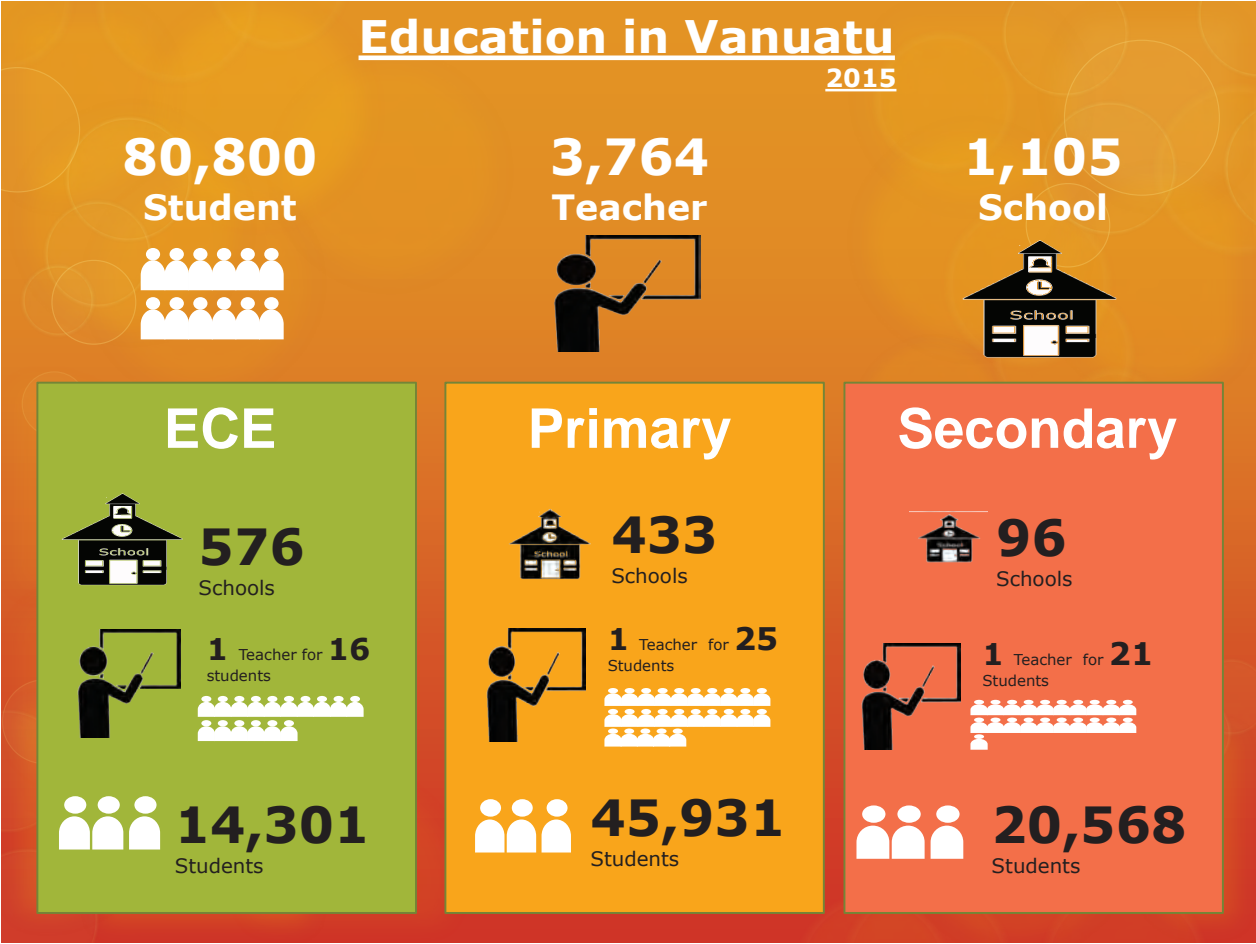 Education in Vanuatu
2015
80,800
Student
3,764
Teacher
1,105
School
School
ECE
School
576
Schools
1 Teacher for 16
students
14,301
Students
Primary
School
433
Schools
1 Teacher for 25
Students
45,931
Students
Secondary
School
96
Schools
1 Teacher for 21
Students
20,568
Students